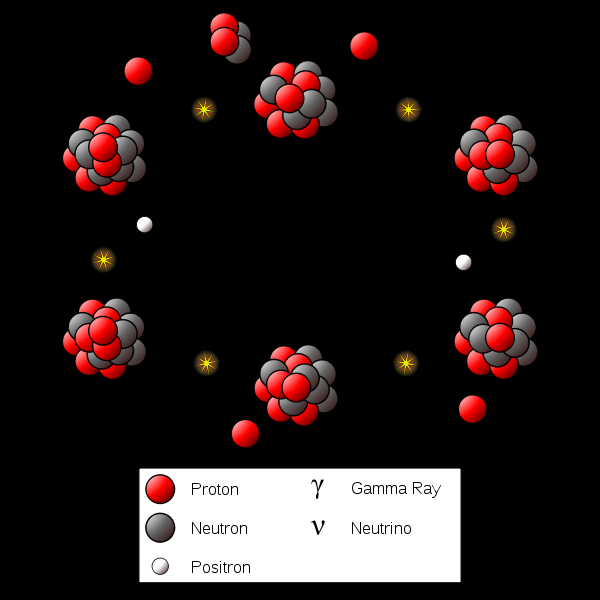 Proton γ Gamma Ray
Neutron ν Neutrino
Positron